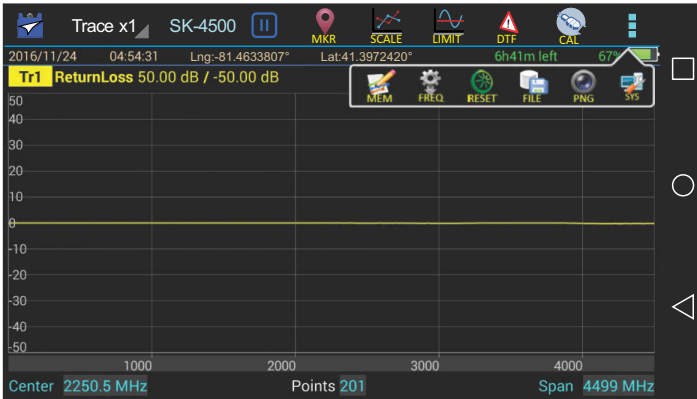 Trace x1 SK-4500
MKR SCALE LIMIT DTF CAL
2016/11/24 04:54:31 Lng:-81.4633807° Lat:41.3972420° 6h41m left 67%
Tr1 ReturnLoss 50.00 dB / -50.00 dB
MEM FREQ RESET FILE PNG SYS
50
40
30
20
10
0
-10
-20
-30
-40
-50
1000 2000 3000 4000
Center 2250.5 MHz Points 201 Span 4499 MHz